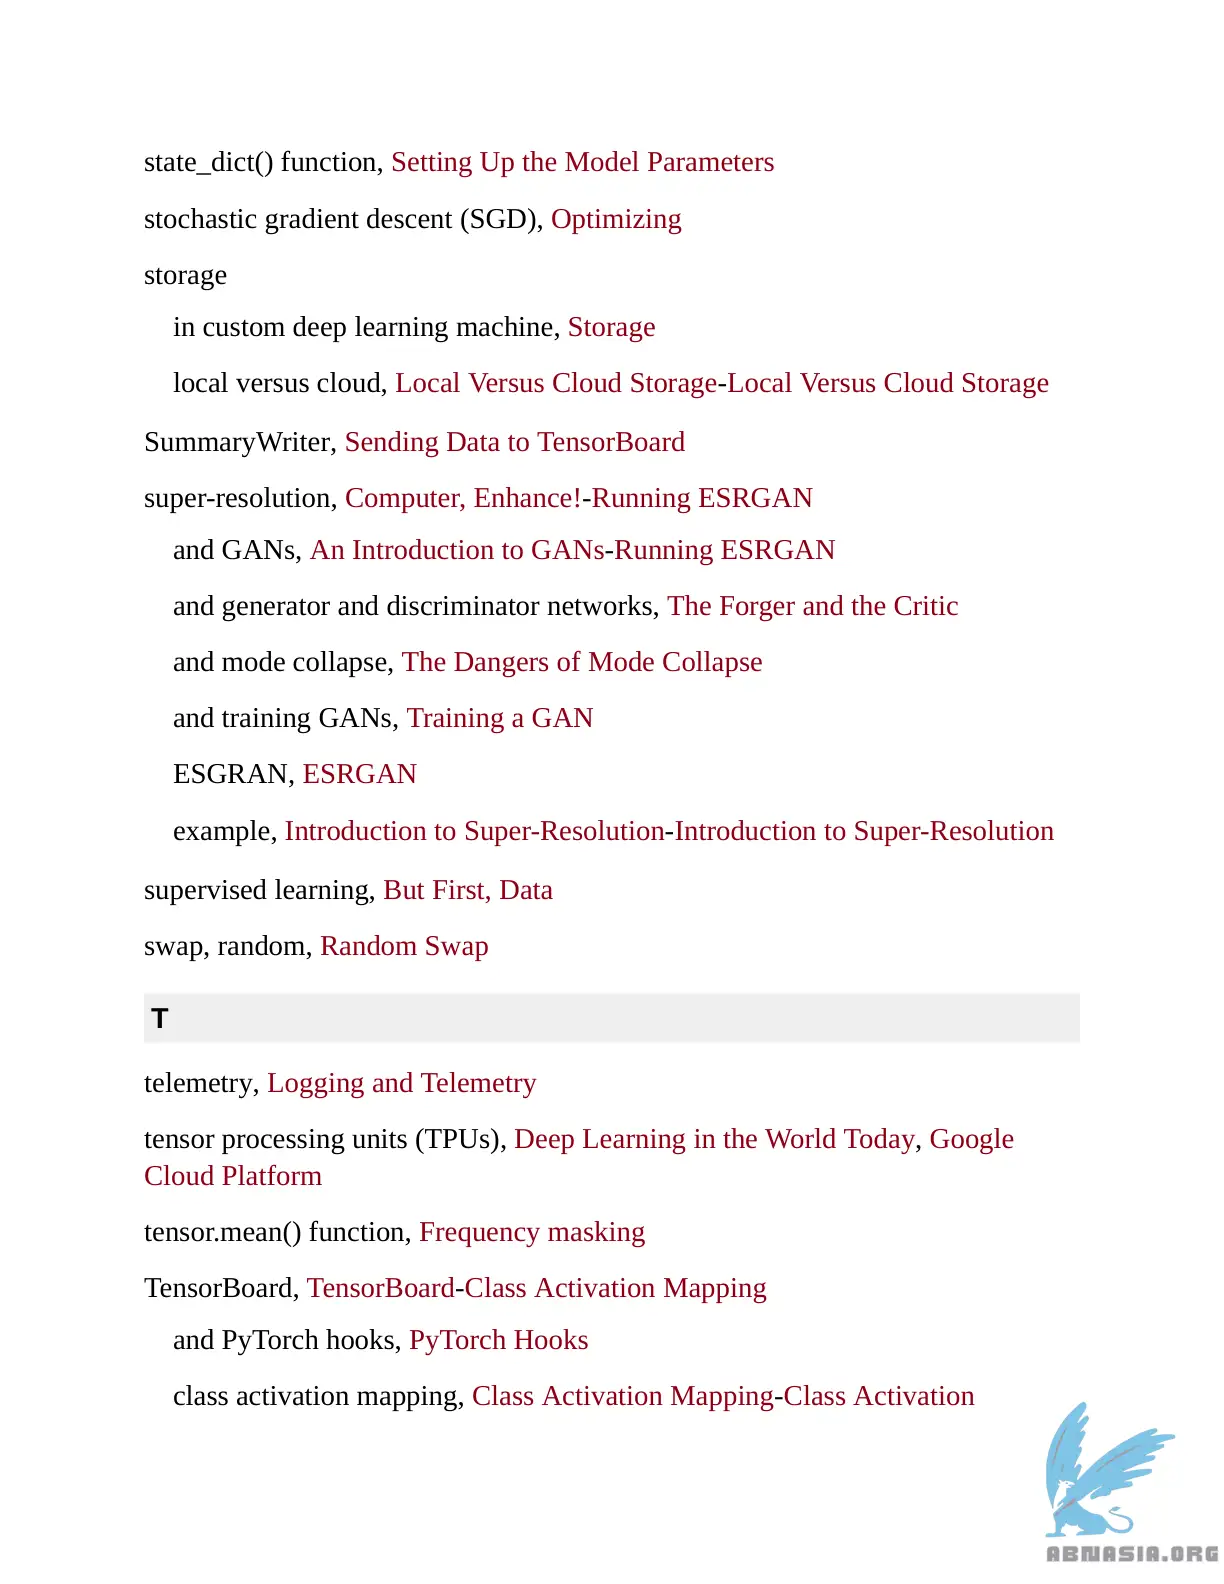 state_dict() function, Setting Up the Model Parameters
stochastic gradient descent (SGD), Optimizing
storage
in custom deep learning machine, Storage
local versus cloud, Local Versus Cloud Storage-Local Versus Cloud Storage
SummaryWriter, Sending Data to TensorBoard
super-resolution, Computer, Enhance!-Running ESRGAN
and GANs, An Introduction to GANs-Running ESRGAN
and generator and discriminator networks, The Forger and the Critic
and mode collapse, The Dangers of Mode Collapse
and training GANs, Training a GAN
ESGRAN, ESRGAN
example, Introduction to Super-Resolution-Introduction to Super-Resolution
supervised learning, But First, Data
swap, random, Random Swap
T
telemetry, Logging and Telemetry
tensor processing units (TPUs), Deep Learning in the World Today, Google
Cloud Platform
tensor.mean() function, Frequency masking
TensorBoard, TensorBoard-Class Activation Mapping
and PyTorch hooks, PyTorch Hooks
class activation mapping, Class Activation Mapping-Class Activation
ABNASIA.ORG